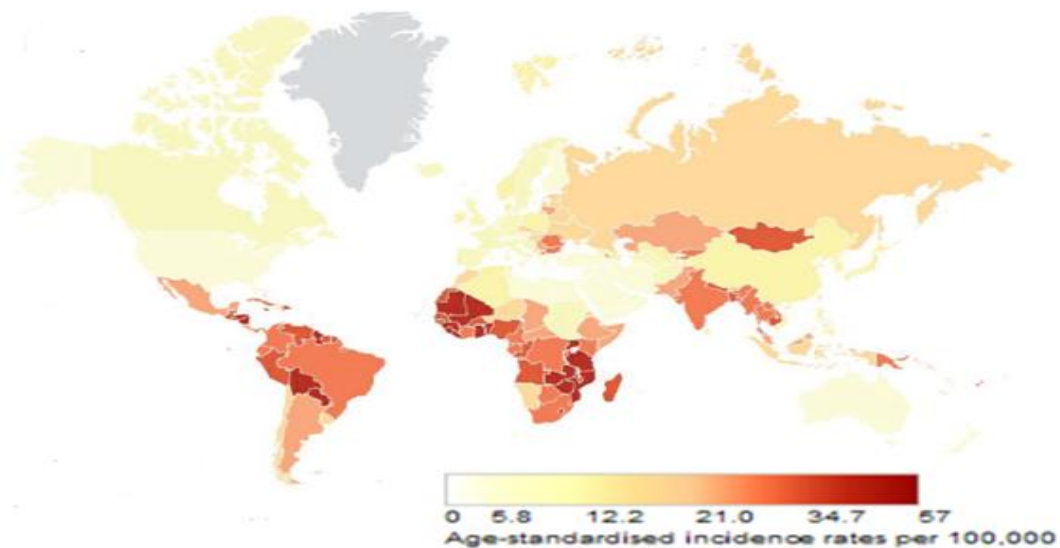 0 5.8 12.2 21.0 34.7 57
Age-standardised incidence rates per 100,000